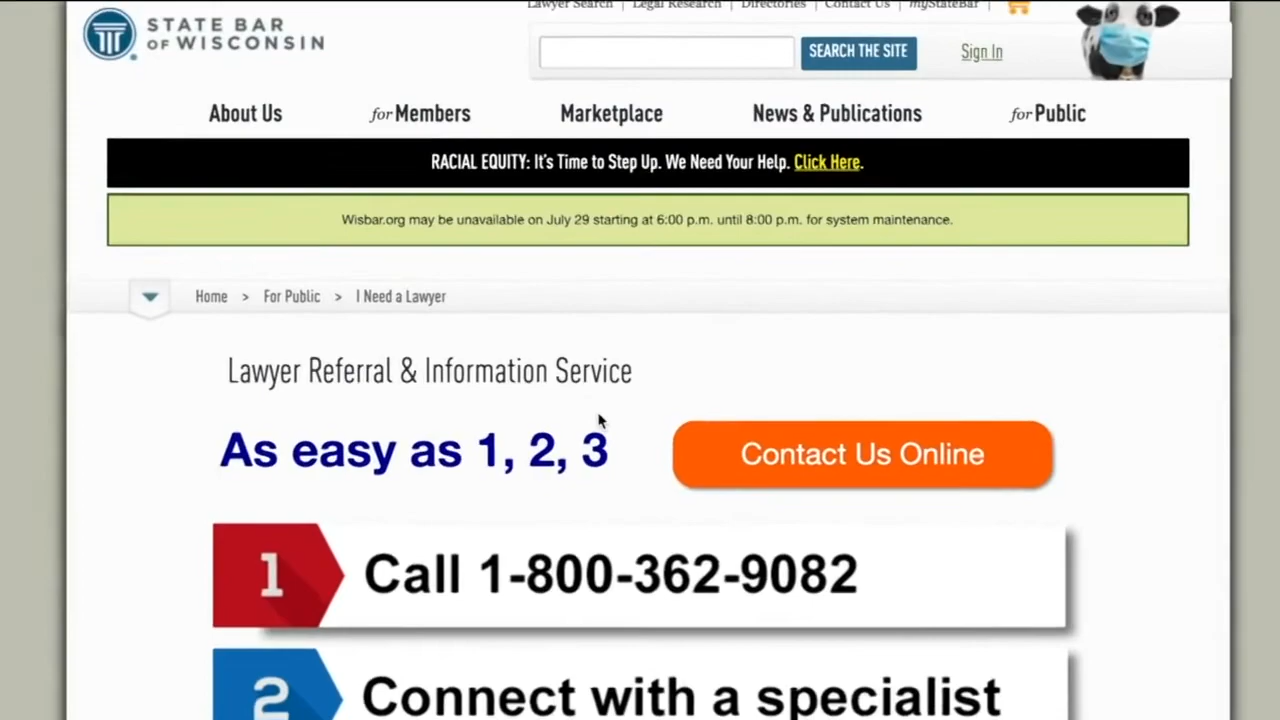 Lawyer Search | Legal Research | Directories | Contact Us | myStateBar |
STATE BAR
OF WISCONSIN
SEARCH THE SITE
Sign In
About Us
for Members
Marketplace
News & Publications
for Public
RACIAL EQUITY: It's Time to Step Up. We Need Your Help. Click Here.
Wisbar.org may be unavailable on July 29 starting at 6:00 p.m. until 8:00 p.m. for system maintenance.
Home > For Public > I Need a Lawyer
Lawyer Referral & Information Service
As easy as 1, 2, 3
Contact Us Online
1 Call 1-800-362-9082
2 Connect with a specialist